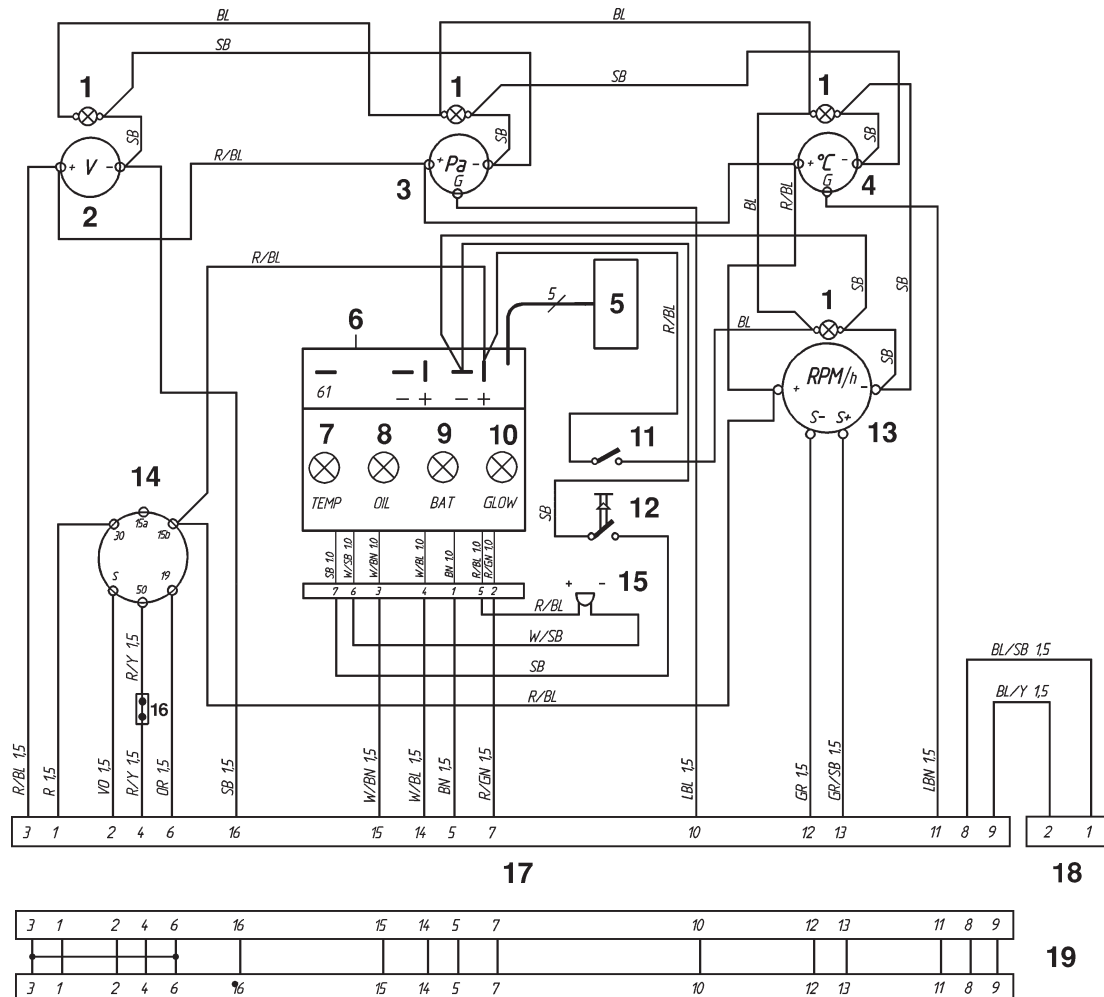 BL
BL
SB
SB
1
1
1
SB
SB
SB
+ V -
+ Pa -
G
+ °C -
G
R/BL
2
3
4
BL
R/BL
R/BL
5
5
R/BL
SB
SB
6
1
BL
SB
61
- +
- +
RPM/h
+ -
S- S+
13
7 8 9 10
TEMP OIL BAT GLOW
11
12
SB
14
15a
30 15b
S 19
50
SB 1.0
W/SB 1.0
W/BN 1.0
W/BL 1.0
BN 1.0
R/BL 1.0
R/GN 1.0
7 6 3 4 1 5 2
15
+ -
R/BL
W/SB
SB
R/BL
R/Y 1,5
16
BL/SB 1,5
BL/Y 1,5
R/BL 1,5
R 1,5
VO 1,5
R/Y 1,5
OR 1,5
SB 1,5
W/BN 1,5
W/BL 1,5
BN 1,5
R/GN 1,5
LBL 1,5
GR 1,5
GR/SB 1,5
LBN 1,5
3 1 2 4 6 16 15 14 5 7 10 12 13 11 8 9
2 1
17
18
3 1 2 4 6 16 15 14 5 7 10 12 13 11 8 9
19
3 1 2 4 6 16 15 14 5 7 10 12 13 11 8 9